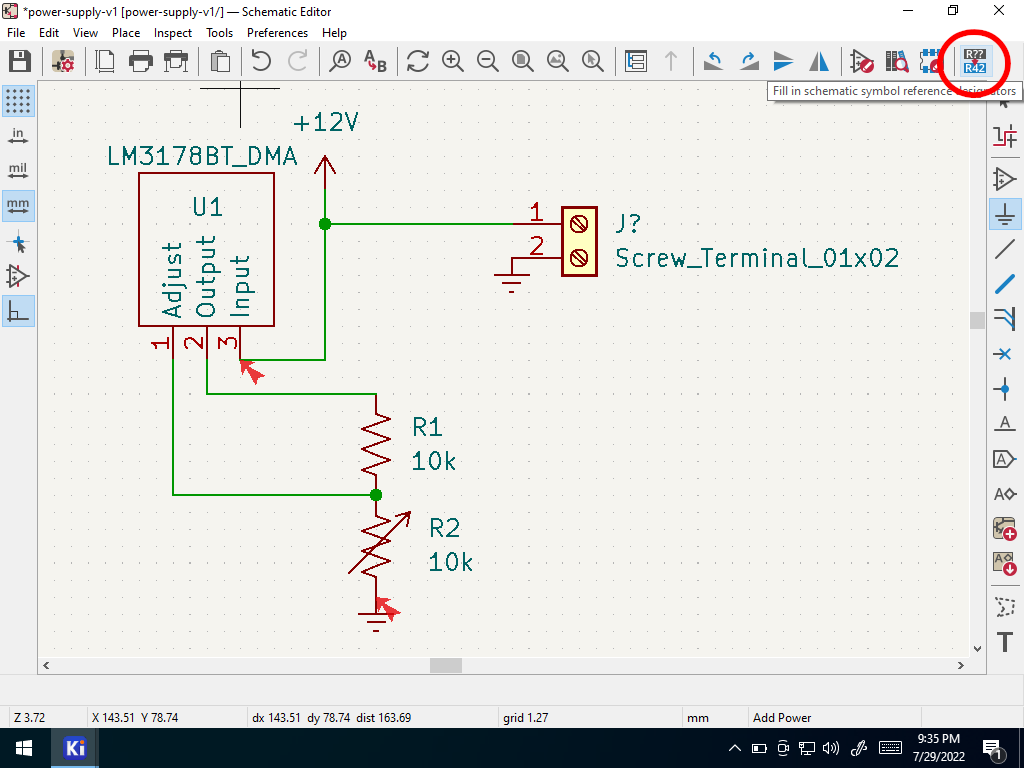 *power-supply-v1 [power-supply-v1/] — Schematic Editor
File Edit View Place Inspect Tools Preferences Help
A
A B
R??
R42
Fill in schematic symbol reference designators
in
mil
mm
+12V
LM3178BT_DMA
U1
Adjust
Output
Input
1
2
3
1
2
J?
Screw_Terminal_01x02
R1
10k
R2
10k
A
A
A
A
T
Z 3.72
X 143.51 Y 78.74
dx 143.51 dy 78.74 dist 163.69
grid 1.27
mm
Add Power
Ki
9:35 PM
7/29/2022
1